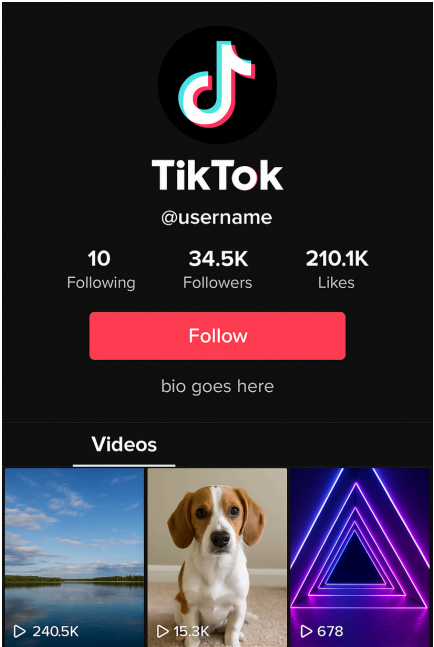 TikTok
@username
10 34.5K 210.1K
Following Followers Likes
Follow
bio goes here
Videos
240.5K 15.3K 678